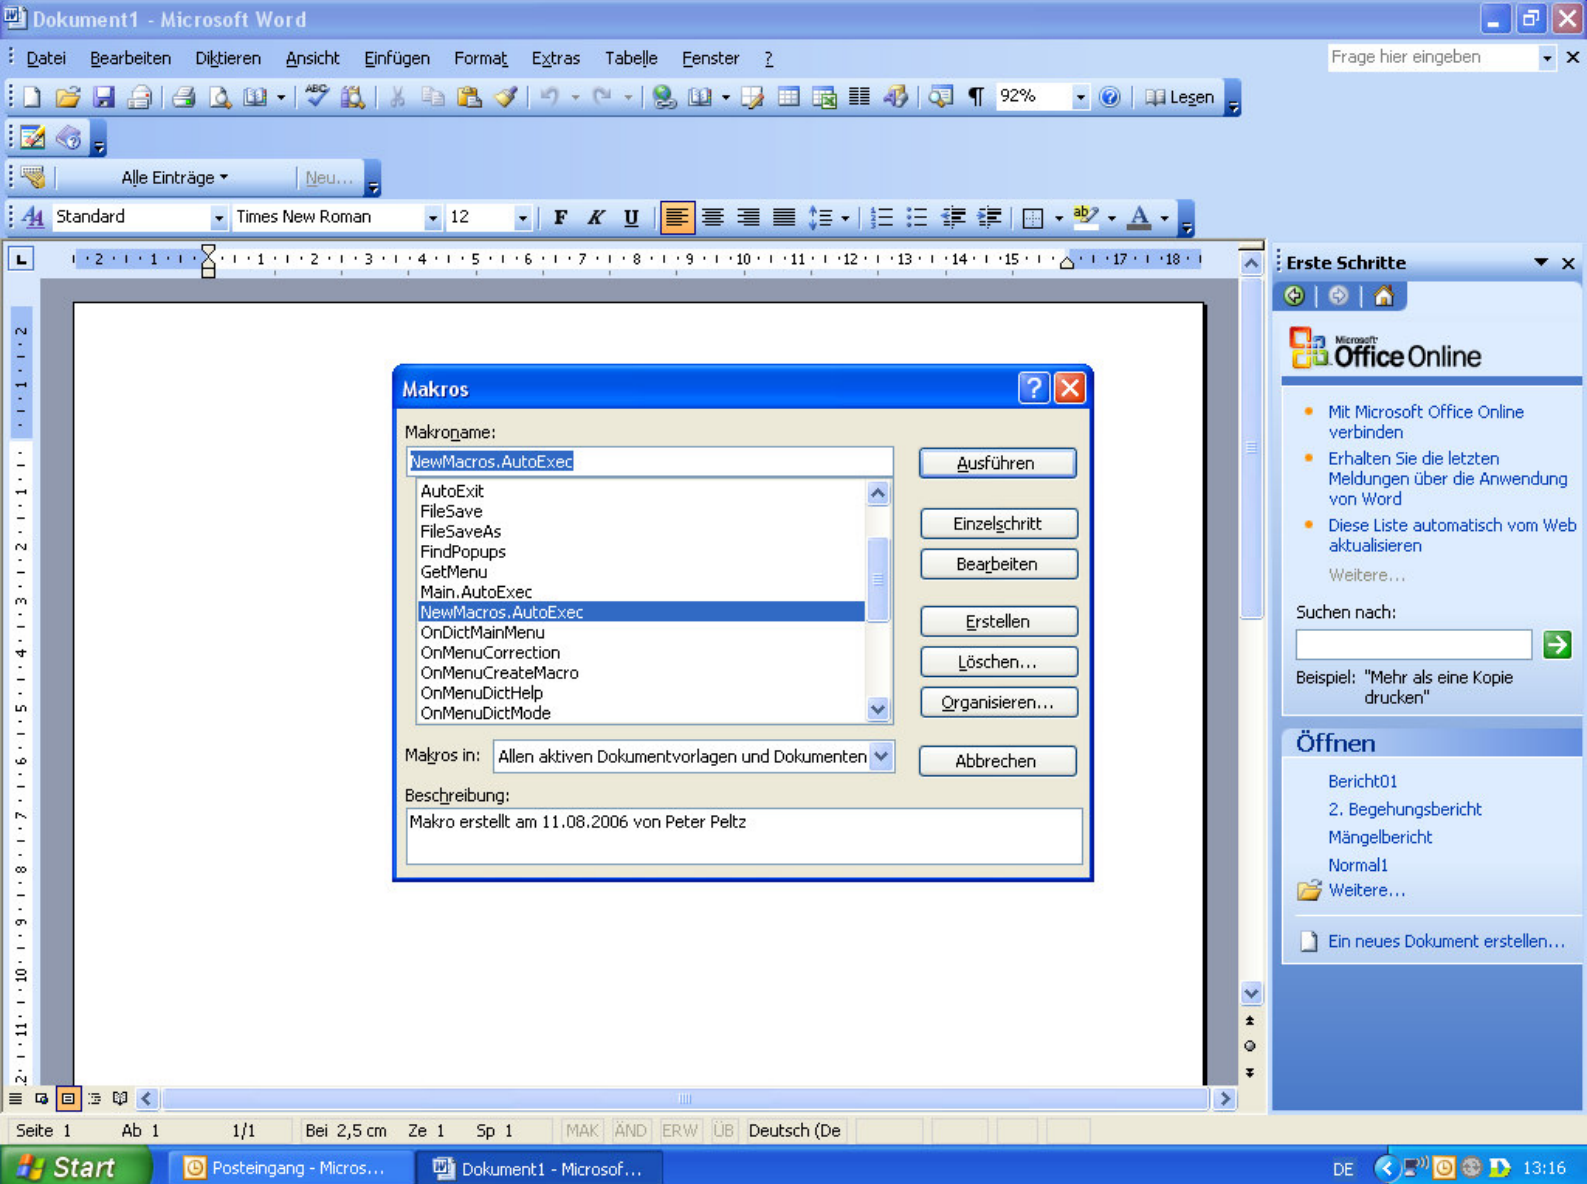 Dokument1 - Microsoft Word
Datei Bearbeiten Diktieren Ansicht Einfügen Format Extras Tabelle Fenster ?
Frage hier eingeben
ABC
92%
Lesen
Alle Einträge
Neu...
Standard
Times New Roman
12
F K U
Erste Schritte
Microsoft
Office Online
Mit Microsoft Office Online
verbinden
Erhalten Sie die letzten
Meldungen über die Anwendung
von Word
Diese Liste automatisch vom Web
aktualisieren
Weitere...
Suchen nach:
Beispiel: "Mehr als eine Kopie
drucken"
Öffnen
Bericht01
2. Begehungsbericht
Mängelbericht
Normal1
Weitere...
Ein neues Dokument erstellen...
Makros
Makroname:
NewMacros.AutoExec
AutoExit
FileSave
FileSaveAs
FindPopups
GetMenu
Main.AutoExec
NewMacros.AutoExec
OnDictMainMenu
OnMenuCorrection
OnMenuCreateMacro
OnMenuDictHelp
OnMenuDictMode
Ausführen
Einzelschritt
Bearbeiten
Erstellen
Löschen...
Organisieren...
Abbrechen
Makros in: Allen aktiven Dokumentvorlagen und Dokumenten
Beschreibung:
Makro erstellt am 11.08.2006 von Peter Peltz
Seite 1 Ab 1 1/1 Bei 2,5 cm Ze 1 Sp 1 MAK ÄND ERW ÜB Deutsch (De
Start
Posteingang - Micros...
Dokument1 - Microsof...
DE
13:16